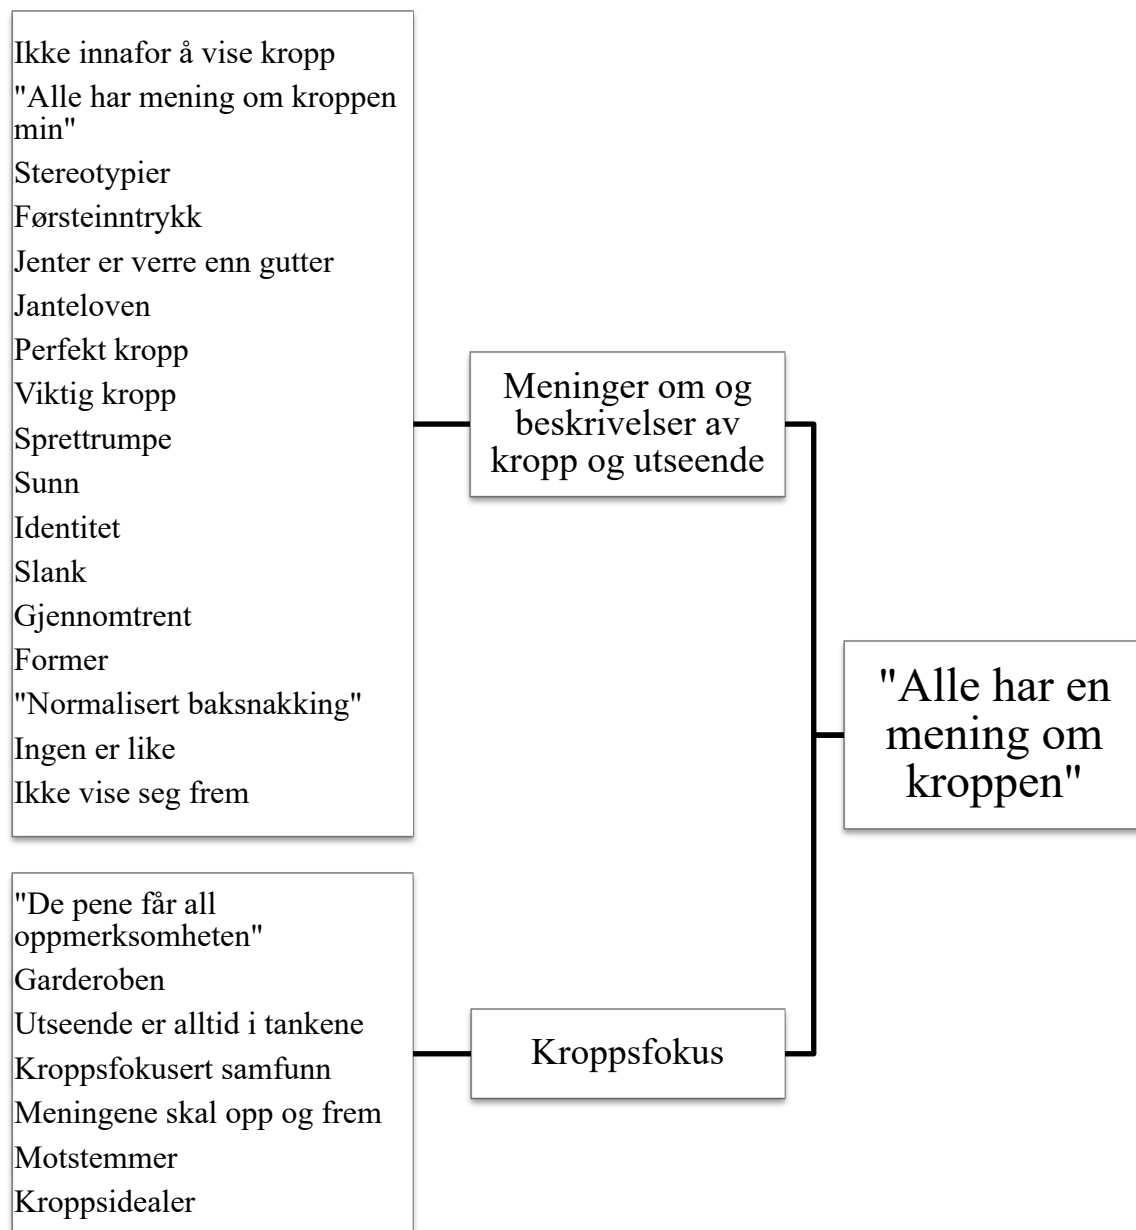 Ikke innafor å vise kropp
"Alle har mening om kroppen
min"
Stereotypier
Førsteinntrykk
Jenter er verre enn gutter
Janteloven
Perfekt kropp
Viktig kropp
Sprettrumpe
Sunn
Identitet
Slank
Gjennomtrent
Former
"Normalisert baksnakking"
Ingen er like
Ikke vise seg frem
Meninger om og
beskrivelser av
kropp og utseende
"Alle har en
mening om
kroppen"
"De pene får all
oppmerksomheten"
Garderoben
Utseende er alltid i tankene
Kroppsfokusert samfunn
Meningene skal opp og frem
Motstemmer
Kroppsidealer
Kroppsfokus